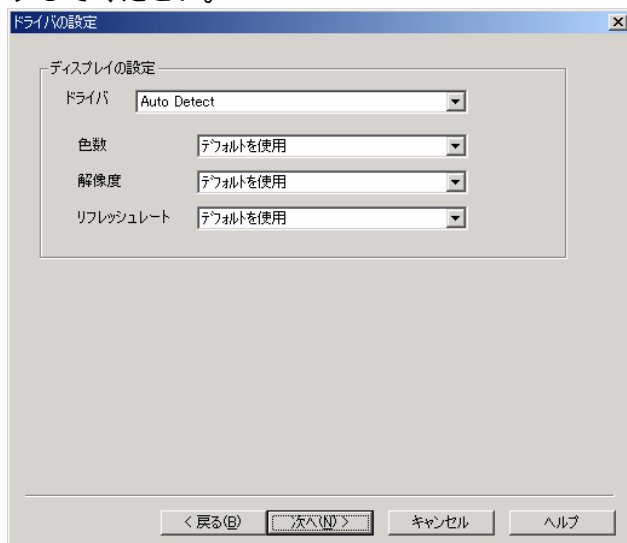 ドライバの設定
ディスプレイの設定
ドライバ Auto Detect
色数 デフォルトを使用
解像度 デフォルトを使用
リフレッシュレート デフォルトを使用
< 戻る(B) 次へ(N) > キャンセル ヘルプ